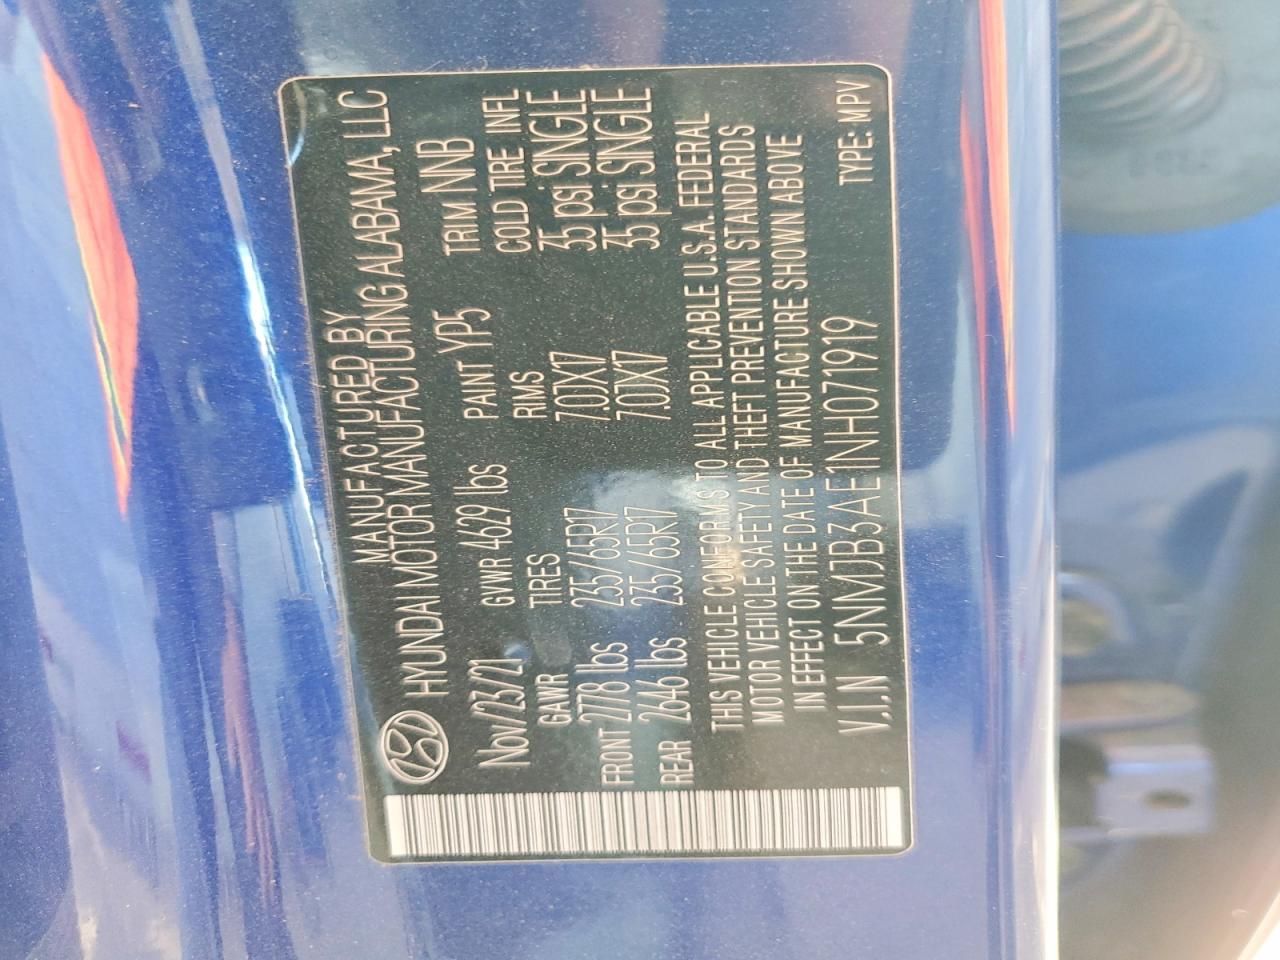 MANUFACTURED BY
HYUNDAI MOTOR MANUFACTURING ALABAMA, LLC
Nov/23/21 GVWR 4629 lbs PAINT YP5 TRIM NNB
GAWR TIRES RIMS COLD TIRE INFL
FRONT 2778 lbs 235/65R17 7.0JX17 35 psi SINGLE
REAR 2646 lbs 235/65R17 7.0JX17 35 psi SINGLE
THIS VEHICLE CONFORMS TO ALL APPLICABLE U.S.A. FEDERAL
MOTOR VEHICLE SAFETY AND THEFT PREVENTION STANDARDS
IN EFFECT ON THE DATE OF MANUFACTURE SHOWN ABOVE
V.I.N 5NMJB3AE1NH071919 TYPE: MPV